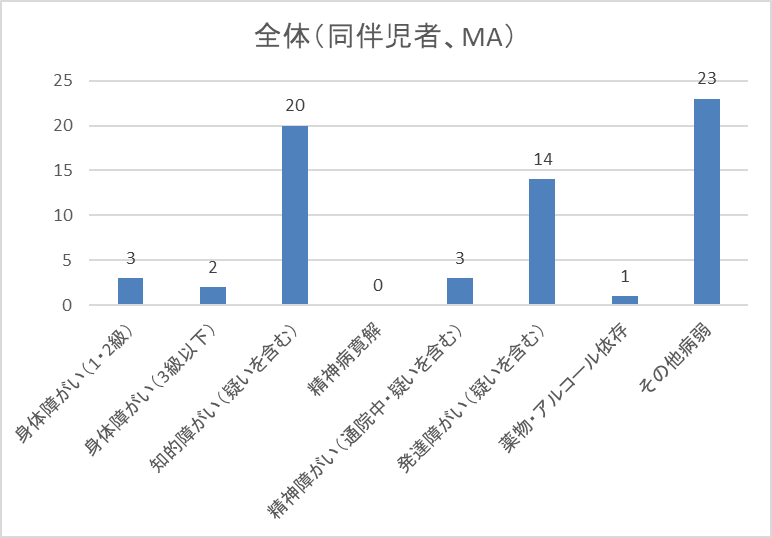 全体（同伴児者、MA）
25
20
15
10
5
0
3
2
20
0
3
14
1
23
身体障がい（1・2級）
身体障がい（3級以下）
知的障がい（疑いを含む）
精神病寛解
精神障がい（通院中・疑いを含む）
発達障がい（疑いを含む）
薬物・アルコール依存
その他病弱